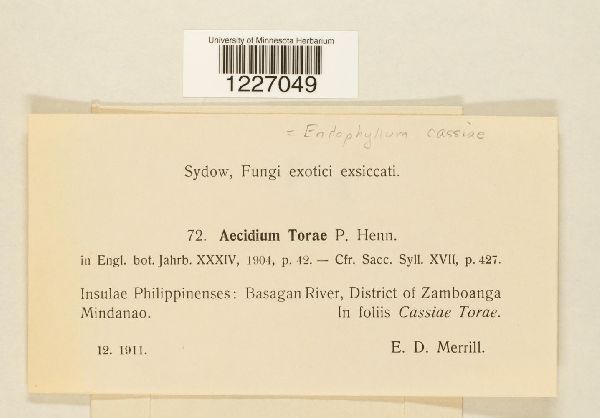 University of Minnesota Herbarium
1227049
= Endophyllum cassiae
Sydow, Fungi exotici exsiccati.
72. Aecidium Torae P. Henn.
in Engl. bot. Jahrb. XXXIV, 1904, p. 42. — Cfr. Sacc. Syll. XVII, p. 427.
Insulae Philippinenses: Basagan River, District of Zamboanga
Mindanao. In foliis Cassiae Torae.
12. 1911. E. D. Merrill.